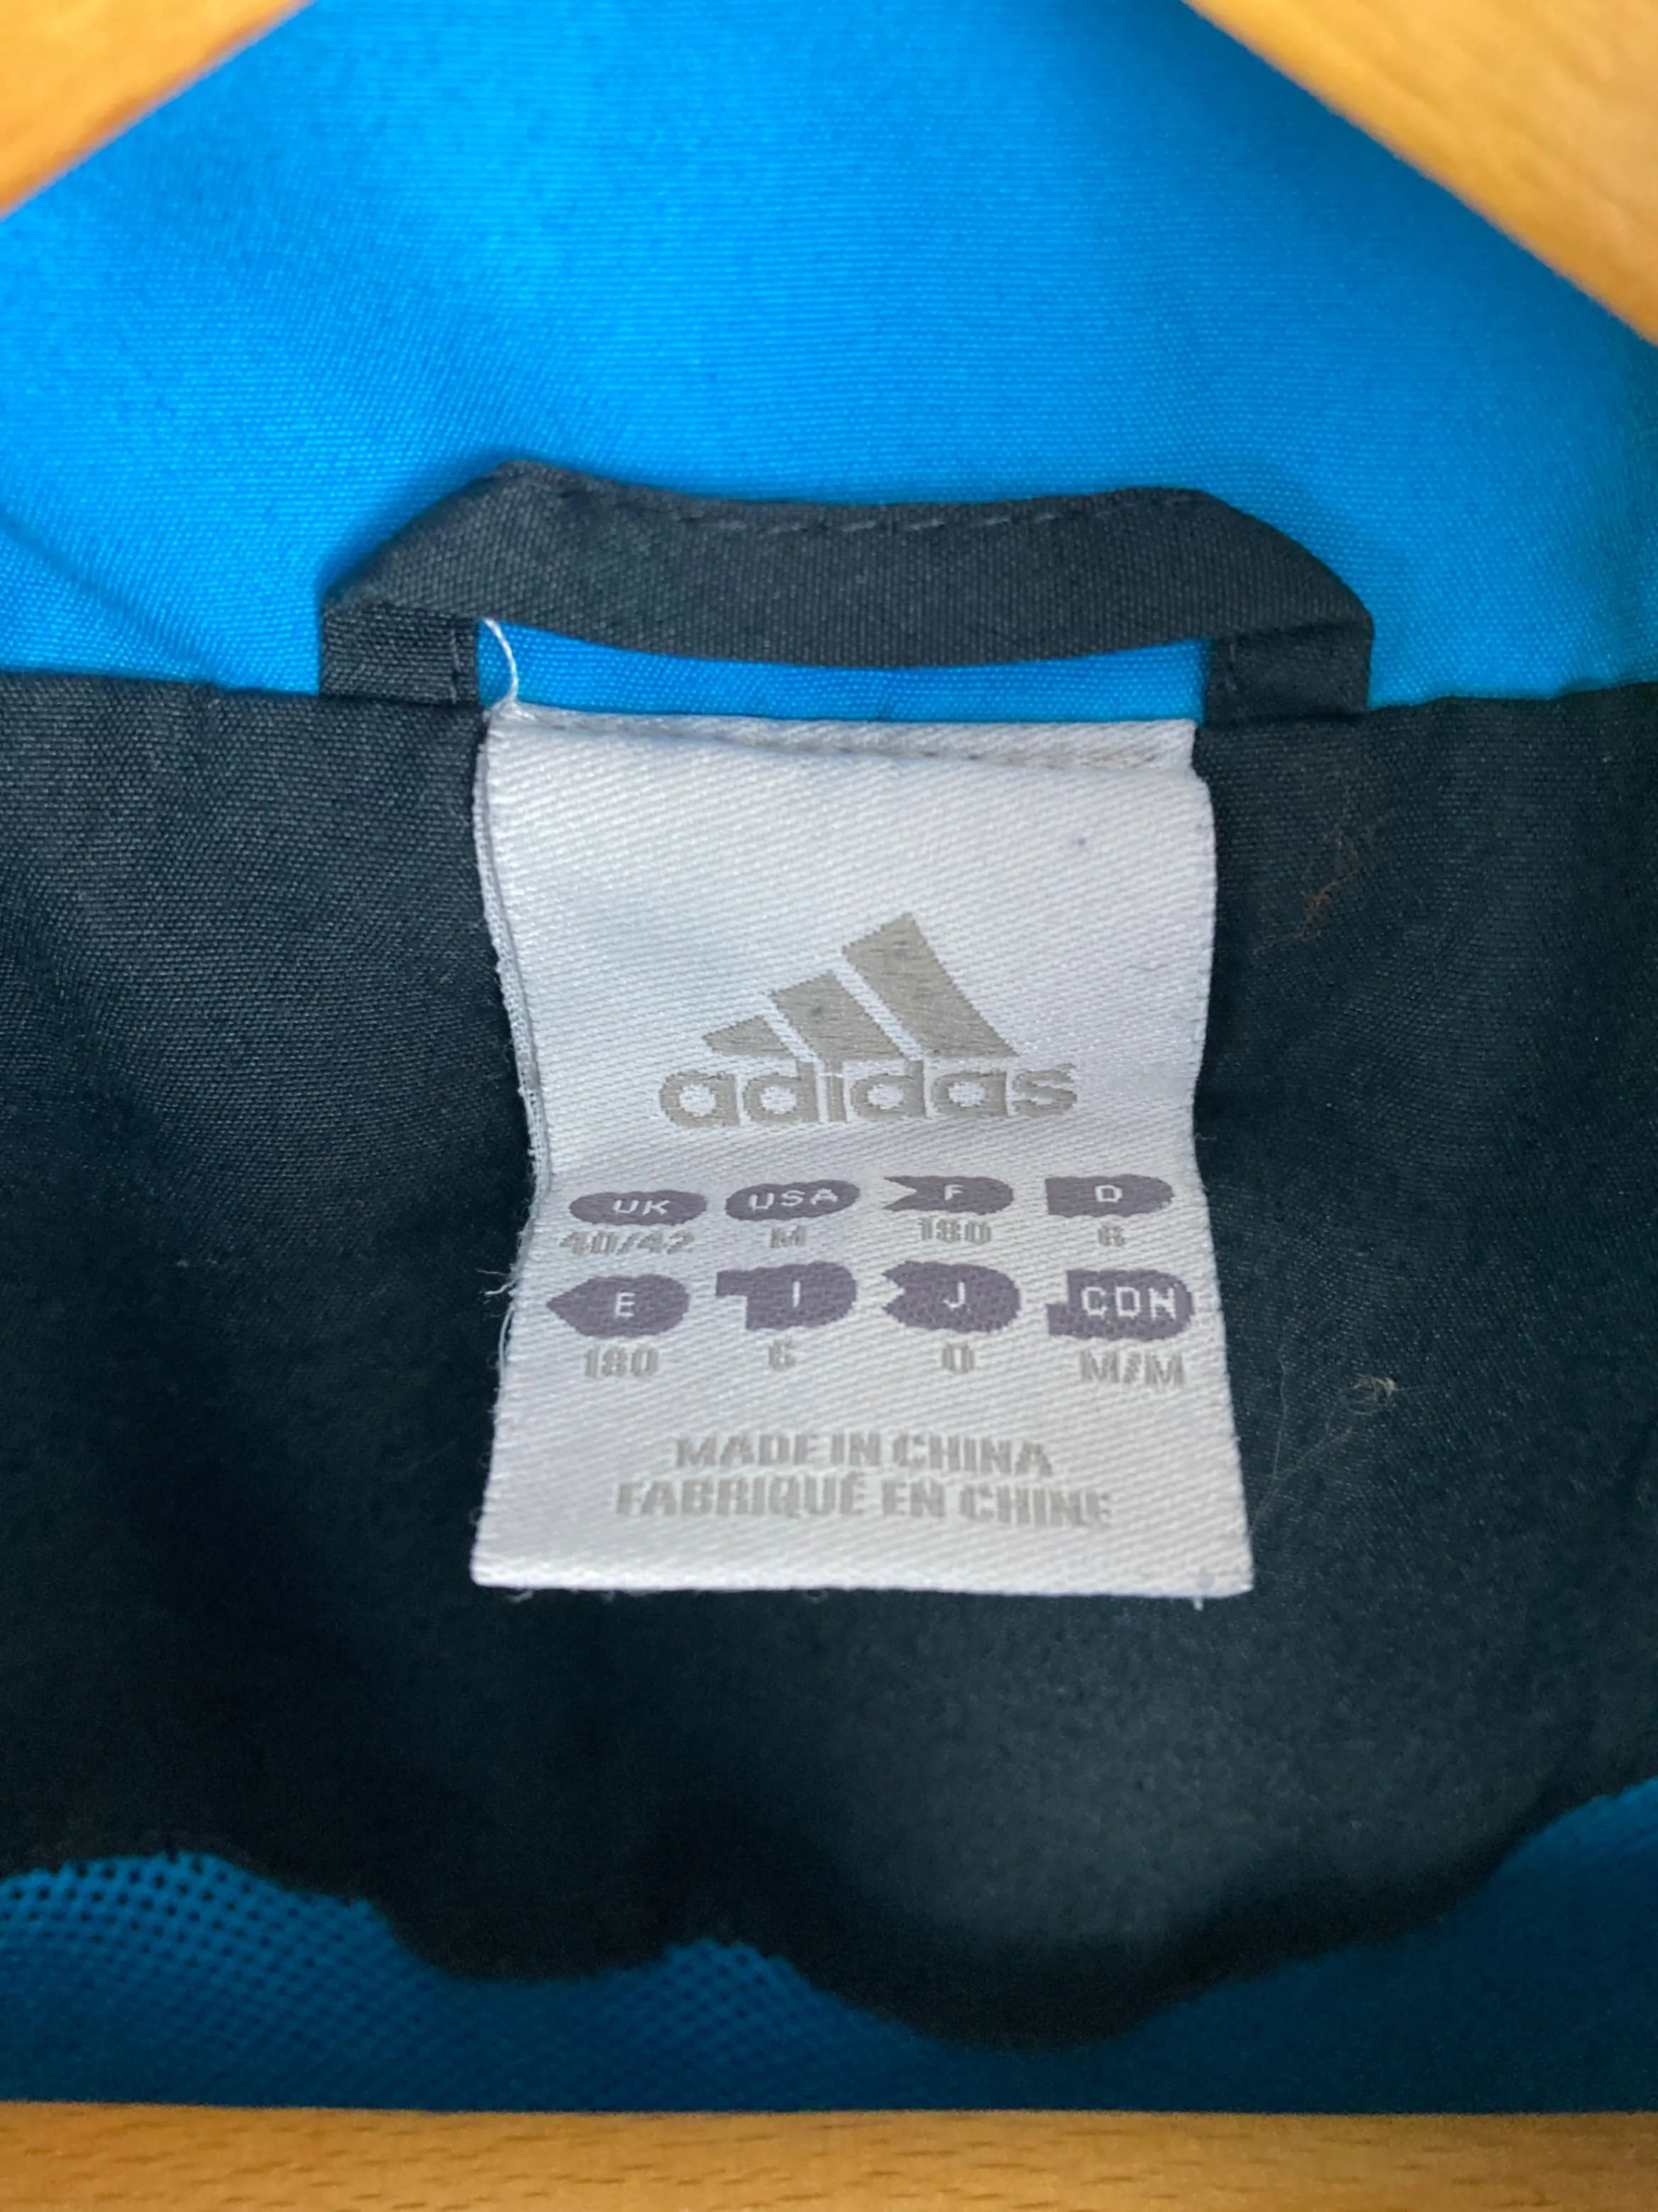 adidas
UK USA F D
40/42 M 180 6
E I J CDN
180 6 O M/M
MADE IN CHINA
FABRIQUÉ EN CHINE